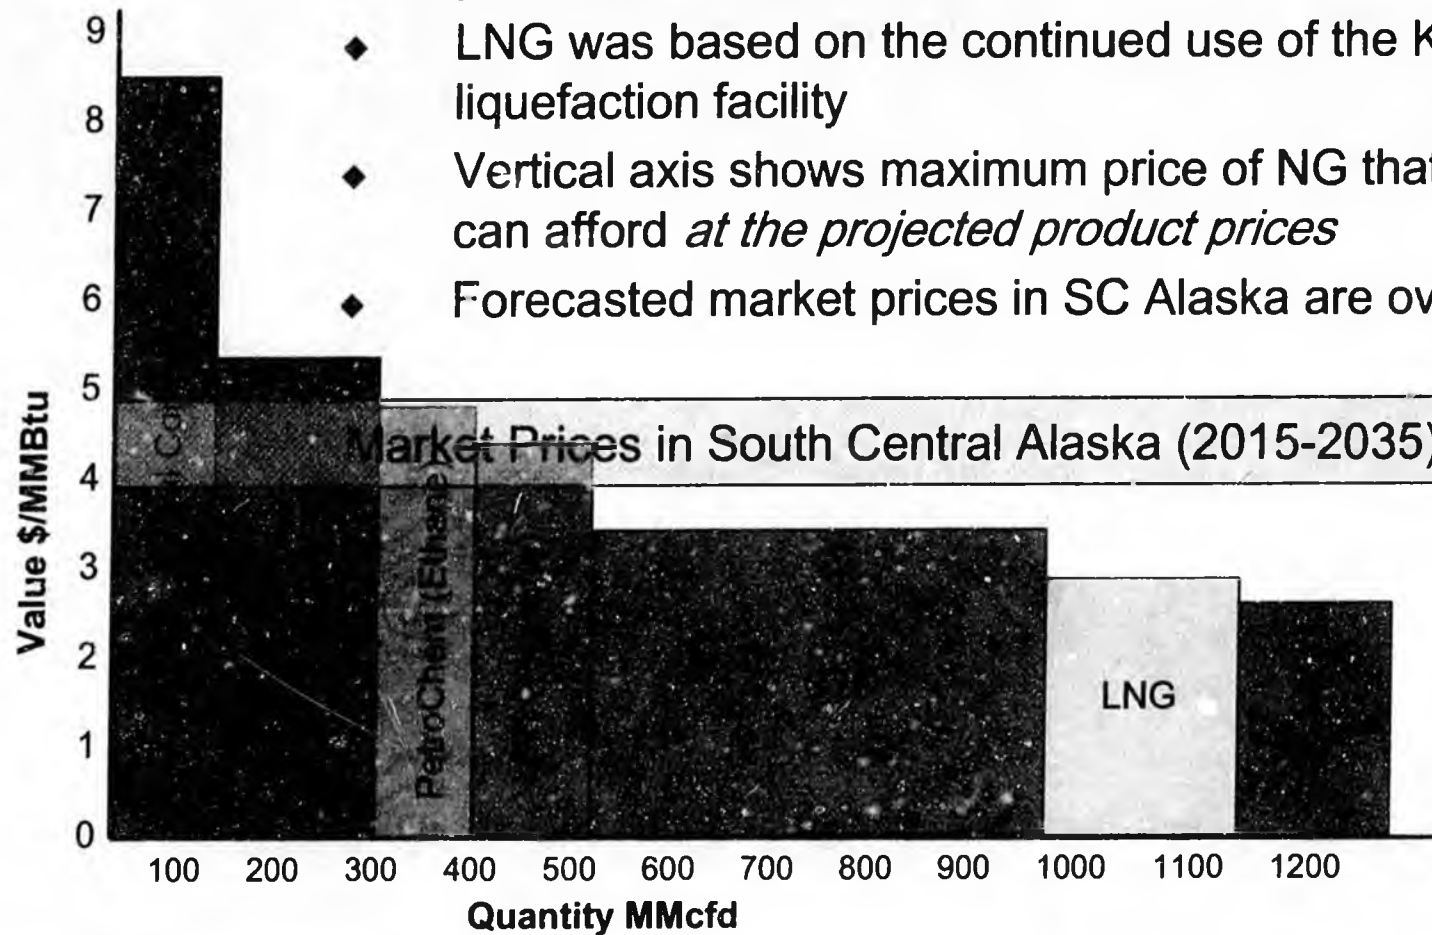 ◆ LNG was based on the continued use of the K
liquefaction facility
◆ Vertical axis shows maximum price of NG that
can afford at the projected product prices
◆ Forecasted market prices in SC Alaska are ov
Market Prices in South Central Alaska (2015-2035)
Value $/MMBtu
9
8
7
6
5
4
3
2
1
0
PetroChem (Ethane)
LNG
100 200 300 400 500 600 700 800 900 1000 1100 1200
Quantity MMcfd